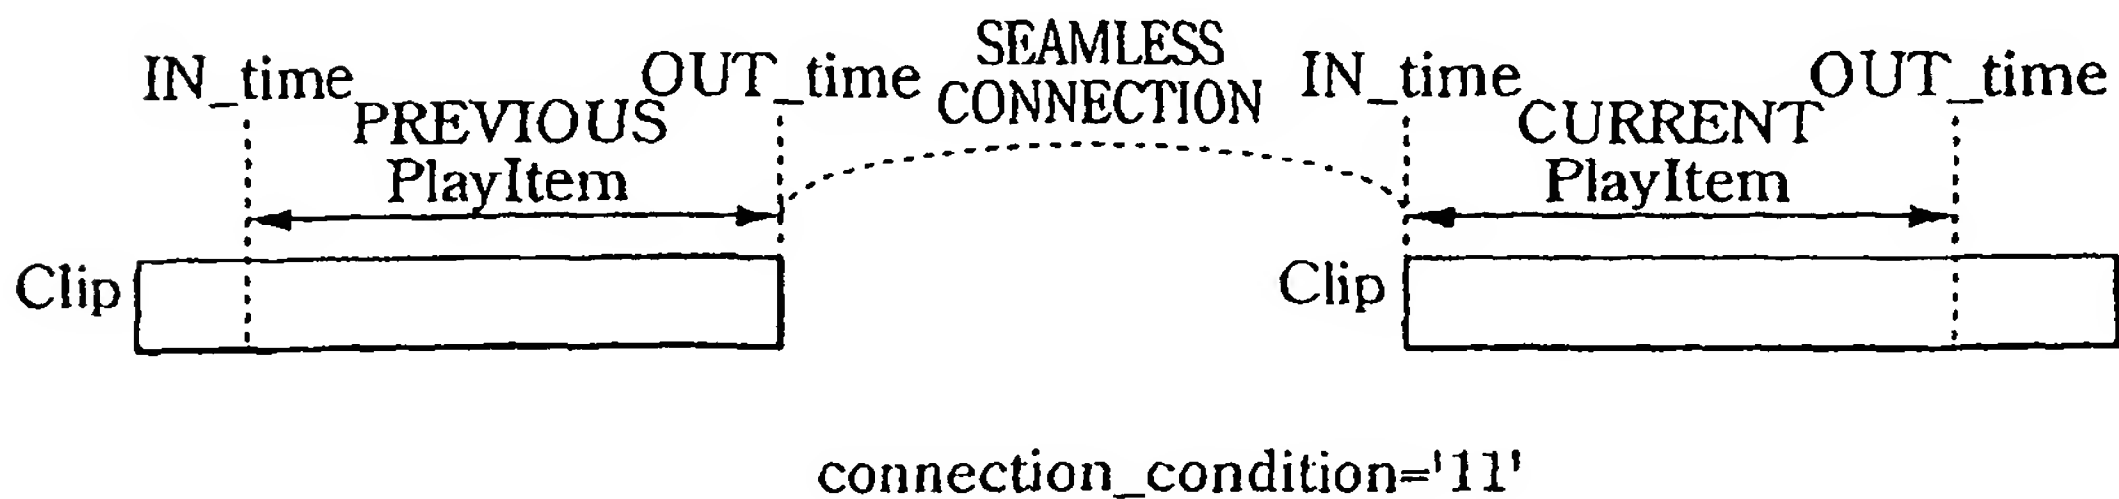 SEAMLESS
CONNECTION
IN_time
PREVIOUS
PlayItem
OUT_time
IN_time
CURRENT
PlayItem
OUT_time
Clip
Clip
connection_condition='11'